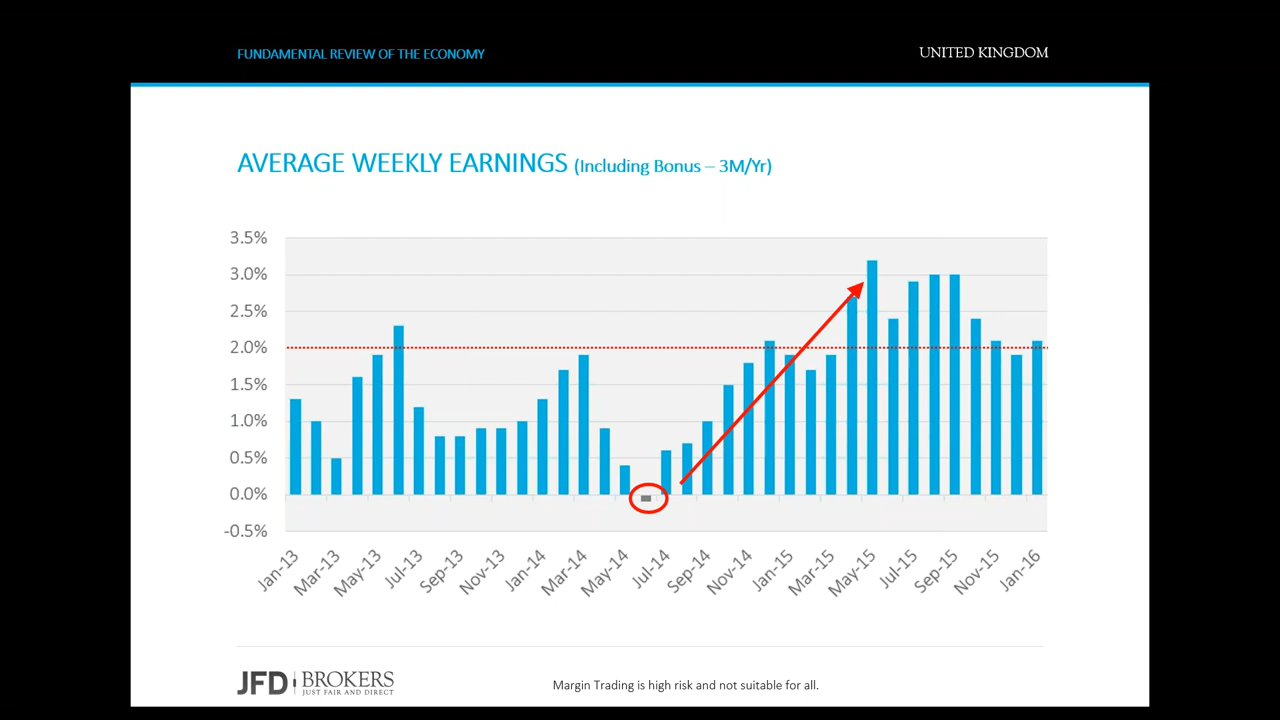 FUNDAMENTAL REVIEW OF THE ECONOMY
UNITED KINGDOM
AVERAGE WEEKLY EARNINGS (Including Bonus – 3M/Yr)
3.5%
3.0%
2.5%
2.0%
1.5%
1.0%
0.5%
0.0%
-0.5%
Jan-13
Mar-13
May-13
Jul-13
Sep-13
Nov-13
Jan-14
Mar-14
May-14
Jul-14
Sep-14
Nov-14
Jan-15
Mar-15
May-15
Jul-15
Sep-15
Nov-15
Jan-16
JFD BROKERS
JUST FAIR AND DIRECT
Margin Trading is high risk and not suitable for all.